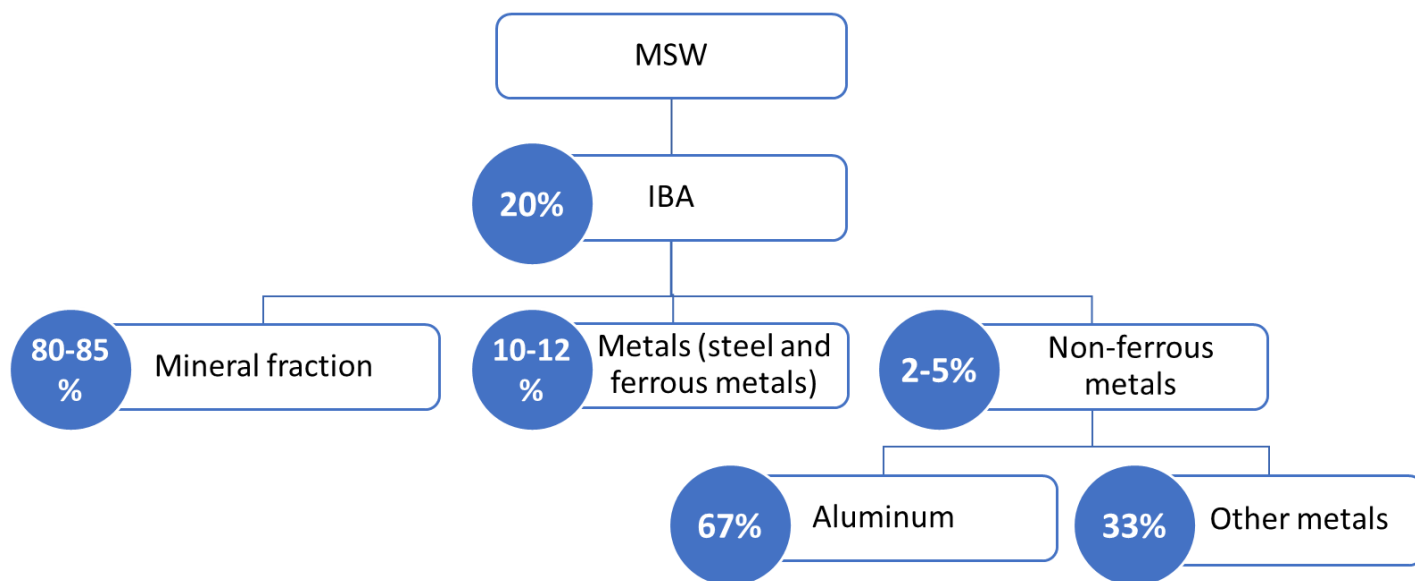 MSW
20%
IBA
80-85
%
Mineral fraction
10-12
%
Metals (steel and
ferrous metals)
2-5%
Non-ferrous
metals
67%
Aluminum
33%
Other metals